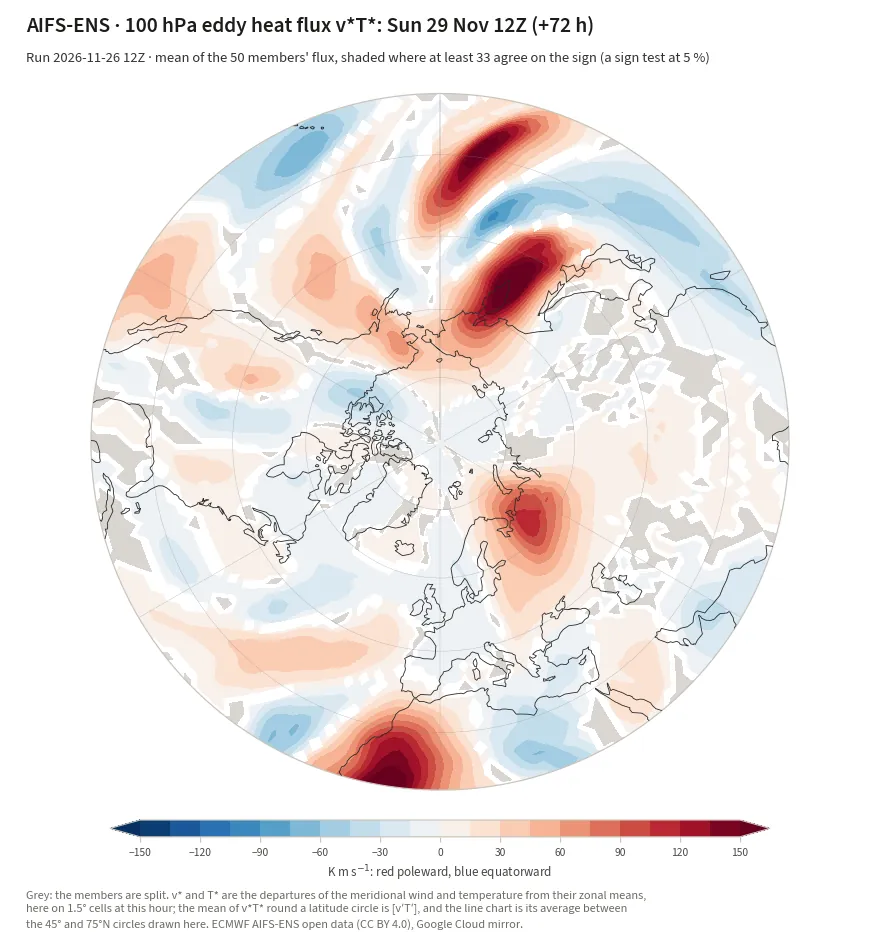 AIFS-ENS · 100 hPa eddy heat flux v*T*: Sun 29 Nov 12Z (+72 h)
Run 2026-11-26 12Z · mean of the 50 members' flux, shaded where at least 33 agree on the sign (a sign test at 5 %)
−150 −120 −90 −60 −30 0 30 60 90 120 150
K m s⁻¹: red poleward, blue equatorward
Grey: the members are split. v* and T* are the departures of the meridional wind and temperature from their zonal means,
here on 1.5° cells at this hour; the mean of v*T* round a latitude circle is [v′T′], and the line chart is its average between
the 45° and 75°N circles drawn here. ECMWF AIFS-ENS open data (CC BY 4.0), Google Cloud mirror.